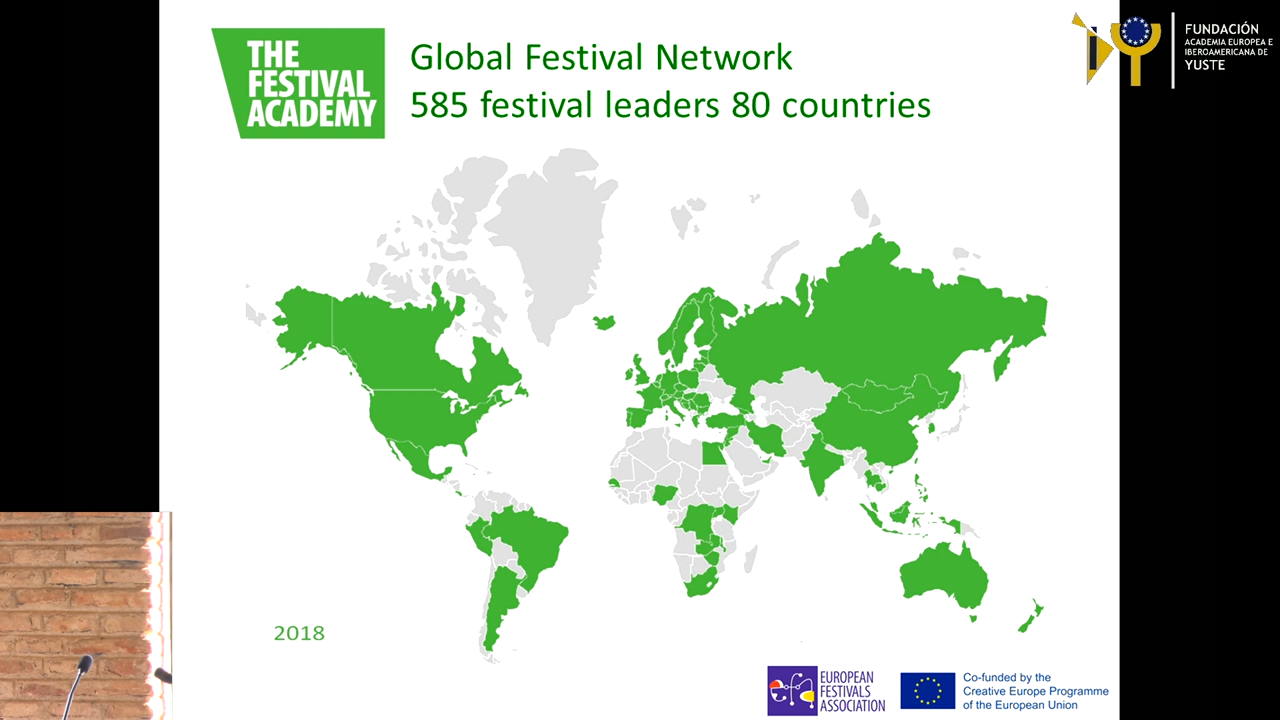 THE
FESTIVAL
ACADEMY
Global Festival Network
585 festival leaders 80 countries
FUNDACIÓN
ACADEMIA EUROPEA E
IBEROAMERICANA DE
YUSTE
2018
EUROPEAN
FESTIVALS
ASSOCIATION
Co-funded by the
Creative Europe Programme
of the European Union